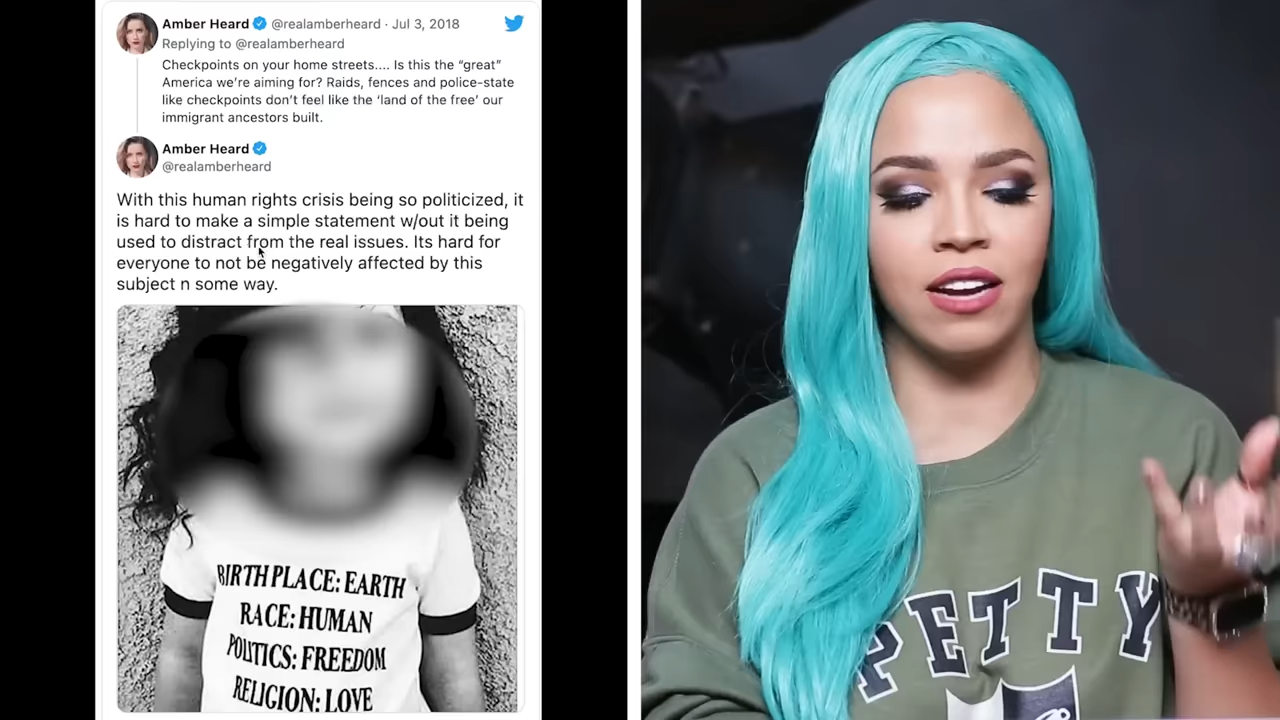 Amber Heard @realamberheard · Jul 3, 2018
Replying to @realamberheard
Checkpoints on your home streets.... Is this the “great”
America we’re aiming for? Raids, fences and police-state
like checkpoints don’t feel like the ‘land of the free’ our
immigrant ancestors built.
Amber Heard
@realamberheard
With this human rights crisis being so politicized, it
is hard to make a simple statement w/out it being
used to distract from the real issues. Its hard for
everyone to not be negatively affected by this
subject n some way.
BIRTH PLACE: EARTH
RACE: HUMAN
POLITICS: FREEDOM
RELIGION: LOVE
PETTY